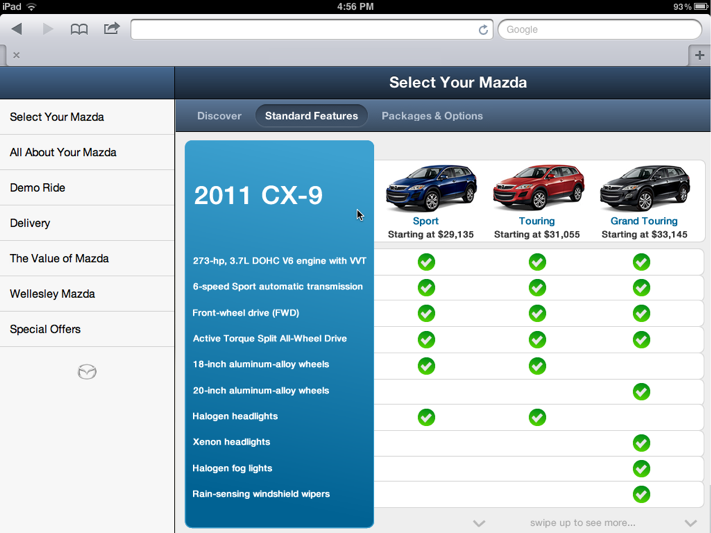 iPad 4:56 PM 93%
Google
Select Your Mazda
Select Your Mazda
All About Your Mazda
Demo Ride
Delivery
The Value of Mazda
Wellesley Mazda
Special Offers
Discover Standard Features Packages & Options
2011 CX-9
Sport Touring Grand Touring
Starting at $29,135 Starting at $31,055 Starting at $33,145
273-hp, 3.7L DOHC V6 engine with VVT
6-speed Sport automatic transmission
Front-wheel drive (FWD)
Active Torque Split All-Wheel Drive
18-inch aluminum-alloy wheels
20-inch aluminum-alloy wheels
Halogen headlights
Xenon headlights
Halogen fog lights
Rain-sensing windshield wipers
swipe up to see more...